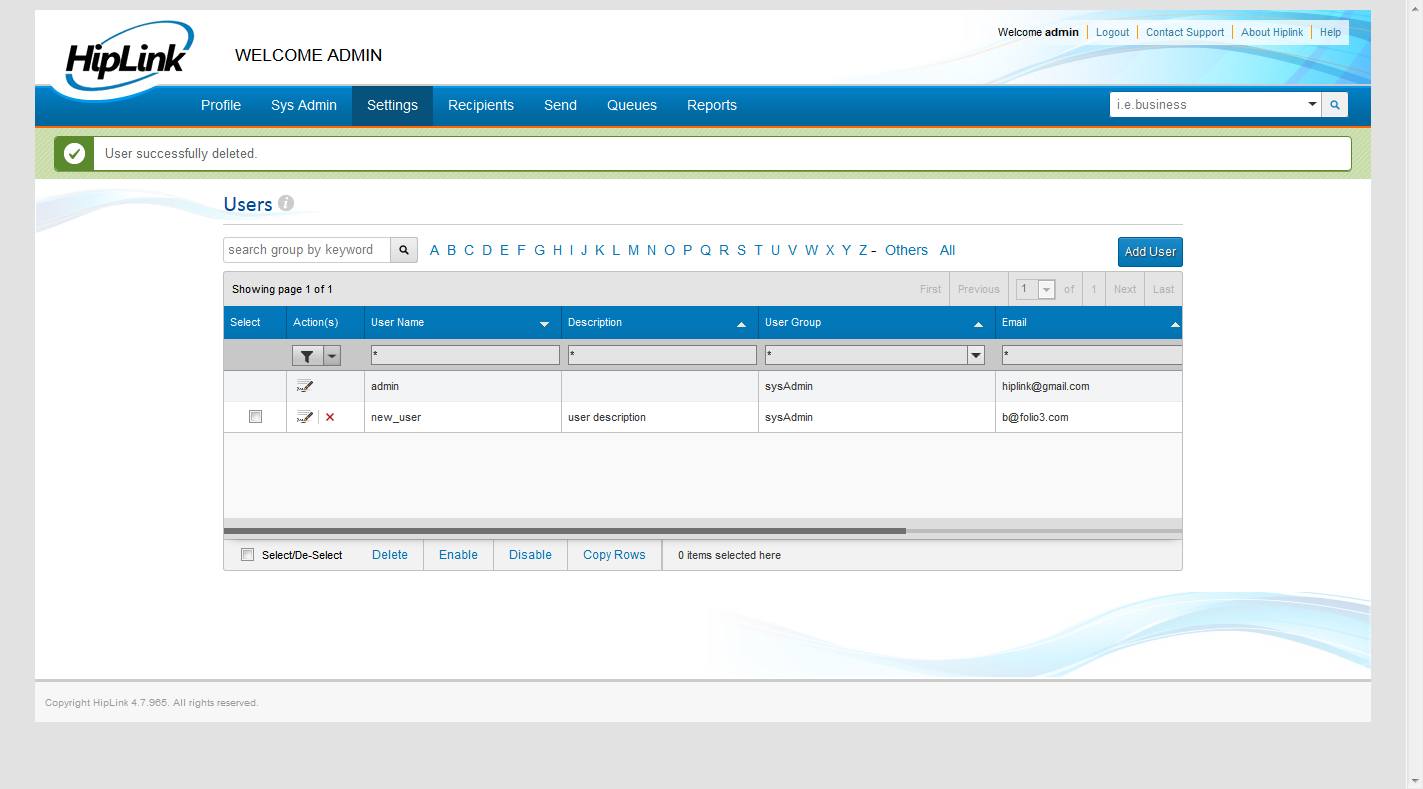 HipLink
WELCOME ADMIN
Welcome admin Logout Contact Support About Hiplink Help
Profile Sys Admin Settings Recipients Send Queues Reports i.e.business
User successfully deleted.
Users i
search group by keyword A B C D E F G H I J K L M N O P Q R S T U V W X Y Z - Others All Add User
Showing page 1 of 1 First Previous 1 of 1 Next Last
Select Action(s) User Name Description User Group Email
* * * *
admin sysAdmin hiplink@gmail.com
new_user user description sysAdmin b@folio3.com
Select/De-Select Delete Enable Disable Copy Rows 0 items selected here
Copyright HipLink 4.7.965. All rights reserved.